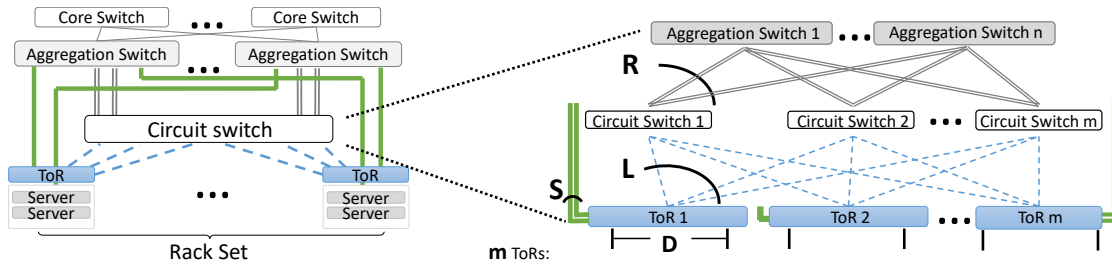 Core Switch
•••
Core Switch
Aggregation Switch
•••
Aggregation Switch
Circuit switch
ToR
ToR
Server
Server
•••
Server
Server
Rack Set
Aggregation Switch 1
•••
Aggregation Switch n
R
Circuit Switch 1
Circuit Switch 2
•••
Circuit Switch m
L
S
ToR 1
ToR 2
•••
ToR m
D
m ToRs: